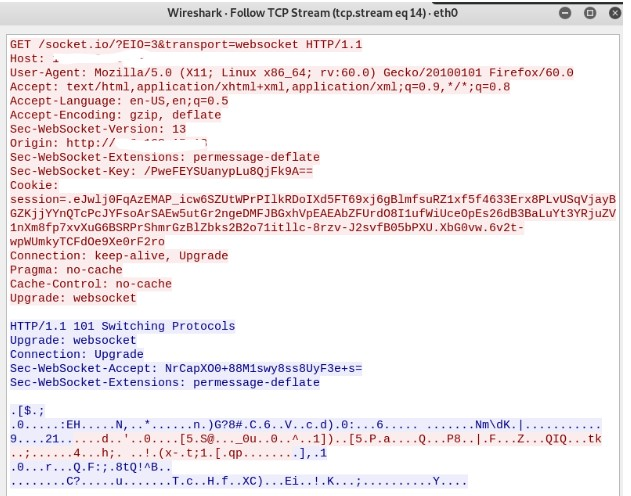 Wireshark · Follow TCP Stream (tcp.stream eq 14) · eth0
GET /socket.io/?EIO=3&transport=websocket HTTP/1.1
Host: 1
User-Agent: Mozilla/5.0 (X11; Linux x86_64; rv:60.0) Gecko/20100101 Firefox/60.0
Accept: text/html,application/xhtml+xml,application/xml;q=0.9,*/*;q=0.8
Accept-Language: en-US,en;q=0.5
Accept-Encoding: gzip, deflate
Sec-WebSocket-Version: 13
Origin: http://
Sec-WebSocket-Extensions: permessage-deflate
Sec-WebSocket-Key: /PweFEYSUanypLu8QjFk9A==
Cookie:
session=.eJwlj0FqAzEMAP_icw6SZUtWPrPIlkRDoIXd5FT69xj6gBlmfsuRZ1xf5f4633Erx8PLvUSqVjayB
GZKjjYYnQTcPcJYFsoArSAEw5utGr2ngeDMFJBGxhVpEAEAbZFUrdO8I1ufWiUceOpEs26dB3BaLuYt3YRjuZV
1nXm8fp7xvXuG6BSRPrShmrGzBlZbks2B2o71itllc-8rzv-J2svfB05bPXU.XbG0vw.6v2t-
wpWUmkyTCFdOe9Xe0rF2ro
Connection: keep-alive, Upgrade
Pragma: no-cache
Cache-Control: no-cache
Upgrade: websocket
HTTP/1.1 101 Switching Protocols
Upgrade: websocket
Connection: Upgrade
Sec-WebSocket-Accept: NrCapXO0+88M1swy8ss8UyF3e+s=
Sec-WebSocket-Extensions: permessage-deflate
.[$.;
.0.....:EH.....N,..*......n.)G?8#.C.6..V..c.d).0:...6..... .......Nm\dK.|...........
9....21......d..'..0....[5.S@..._0u..0..^..1])..[5.P.a....Q...P8..|.F...Z...QIQ...tk
..;......4...h;. ..!.(x-.t;1.[.qp........],.1
.0...r...Q.F:;.8tQ!^B..
........C?.....u.......T.c..H.f..XC)...Ei..!.K...;..........Y....